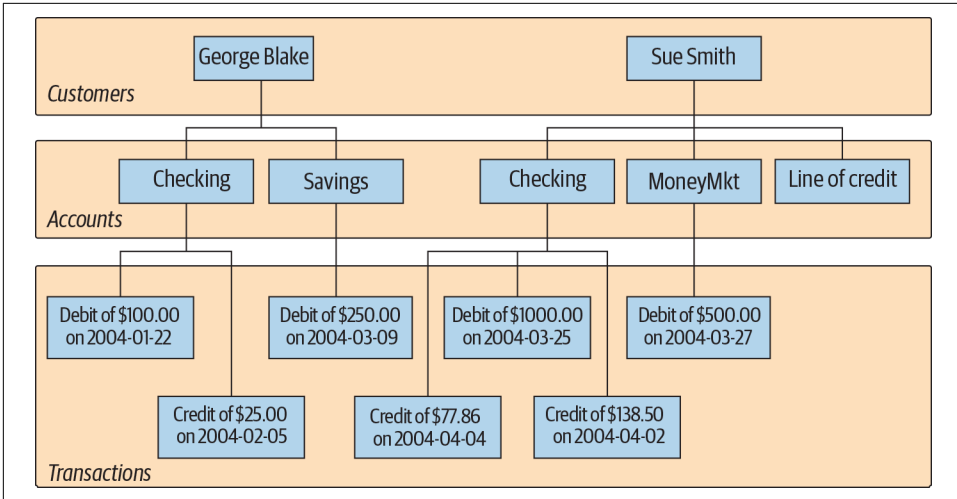 George Blake
Sue Smith
Customers
Checking
Savings
Checking
MoneyMkt
Line of credit
Accounts
Debit of $100.00
on 2004-01-22
Debit of $250.00
on 2004-03-09
Debit of $1000.00
on 2004-03-25
Debit of $500.00
on 2004-03-27
Credit of $25.00
on 2004-02-05
Credit of $77.86
on 2004-04-04
Credit of $138.50
on 2004-04-02
Transactions